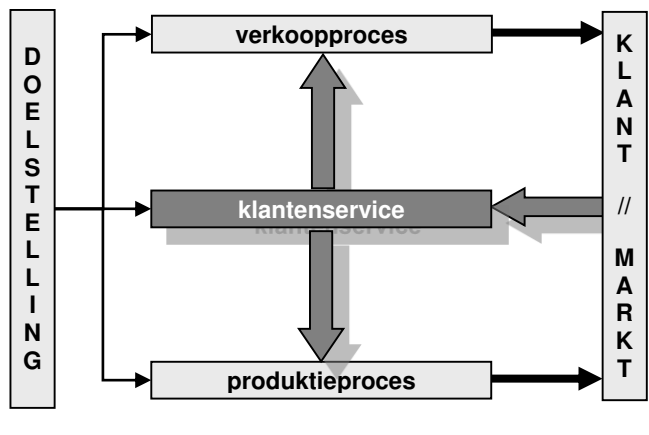 DOELSTELLING
verkoopproces
klantenservice
produktieproces
KLANT // MARKT